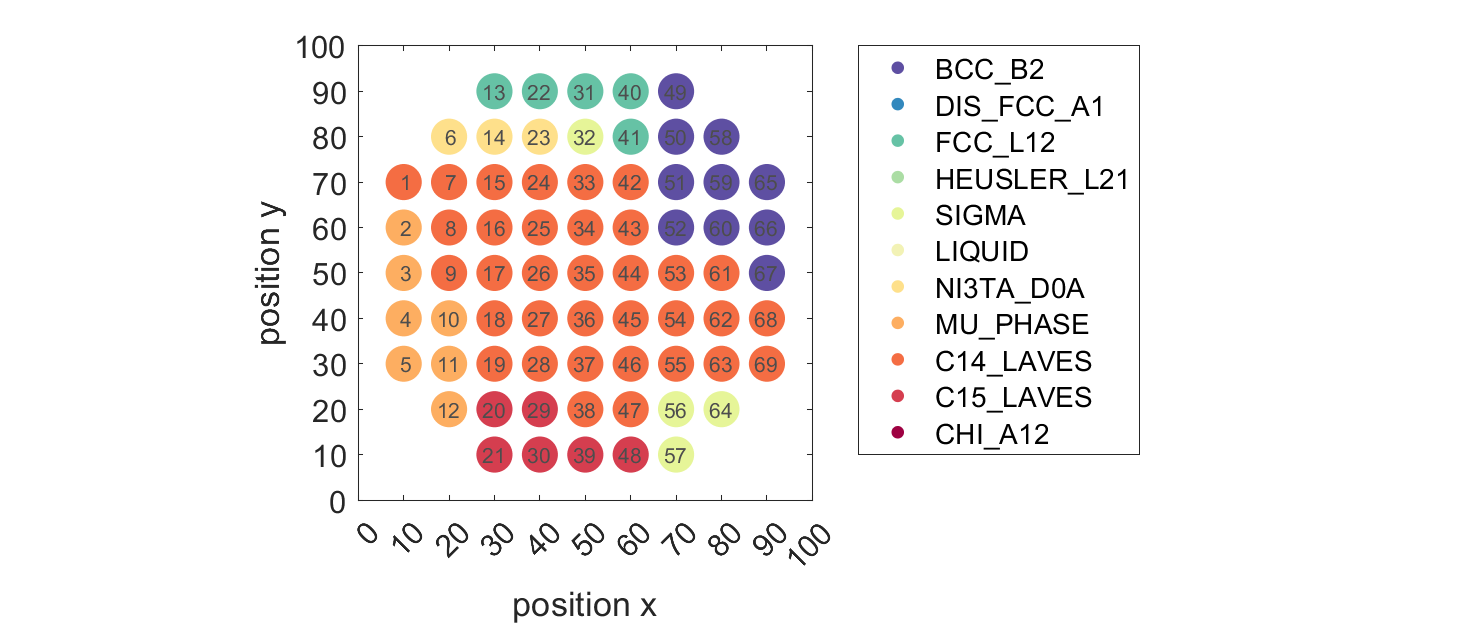 100
90
80
70
60
50
40
30
20
10
0
position y
13 22 31 40 49
6 14 23 32 41 50 58
1 7 15 24 33 42 51 59 65
2 8 16 25 34 43 52 60 66
3 9 17 26 35 44 53 61 67
4 10 18 27 36 45 54 62 68
5 11 19 28 37 46 55 63 69
12 20 29 38 47 56 64
21 30 39 48 57
0 10 20 30 40 50 60 70 80 90 100
position x
BCC_B2
DIS_FCC_A1
FCC_L12
HEUSLER_L21
SIGMA
LIQUID
NI3TA_D0A
MU_PHASE
C14_LAVES
C15_LAVES
CHI_A12